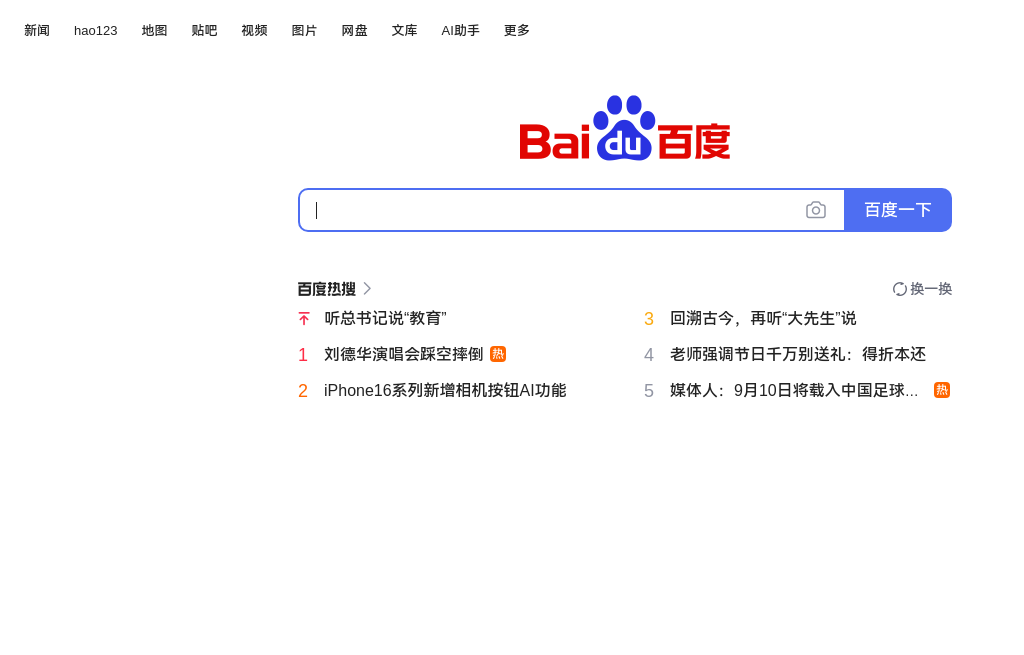 新闻 hao123 地图 贴吧 视频 图片 网盘 文库 AI助手 更多
Bai du 百度
百度一下
百度热搜 换一换
听总书记说“教育”
1 刘德华演唱会踩空摔倒 热
2 iPhone16系列新增相机按钮AI功能
3 回溯古今，再听“大先生”说
4 老师强调节日千万别送礼：得折本还
5 媒体人：9月10日将载入中国足球... 热